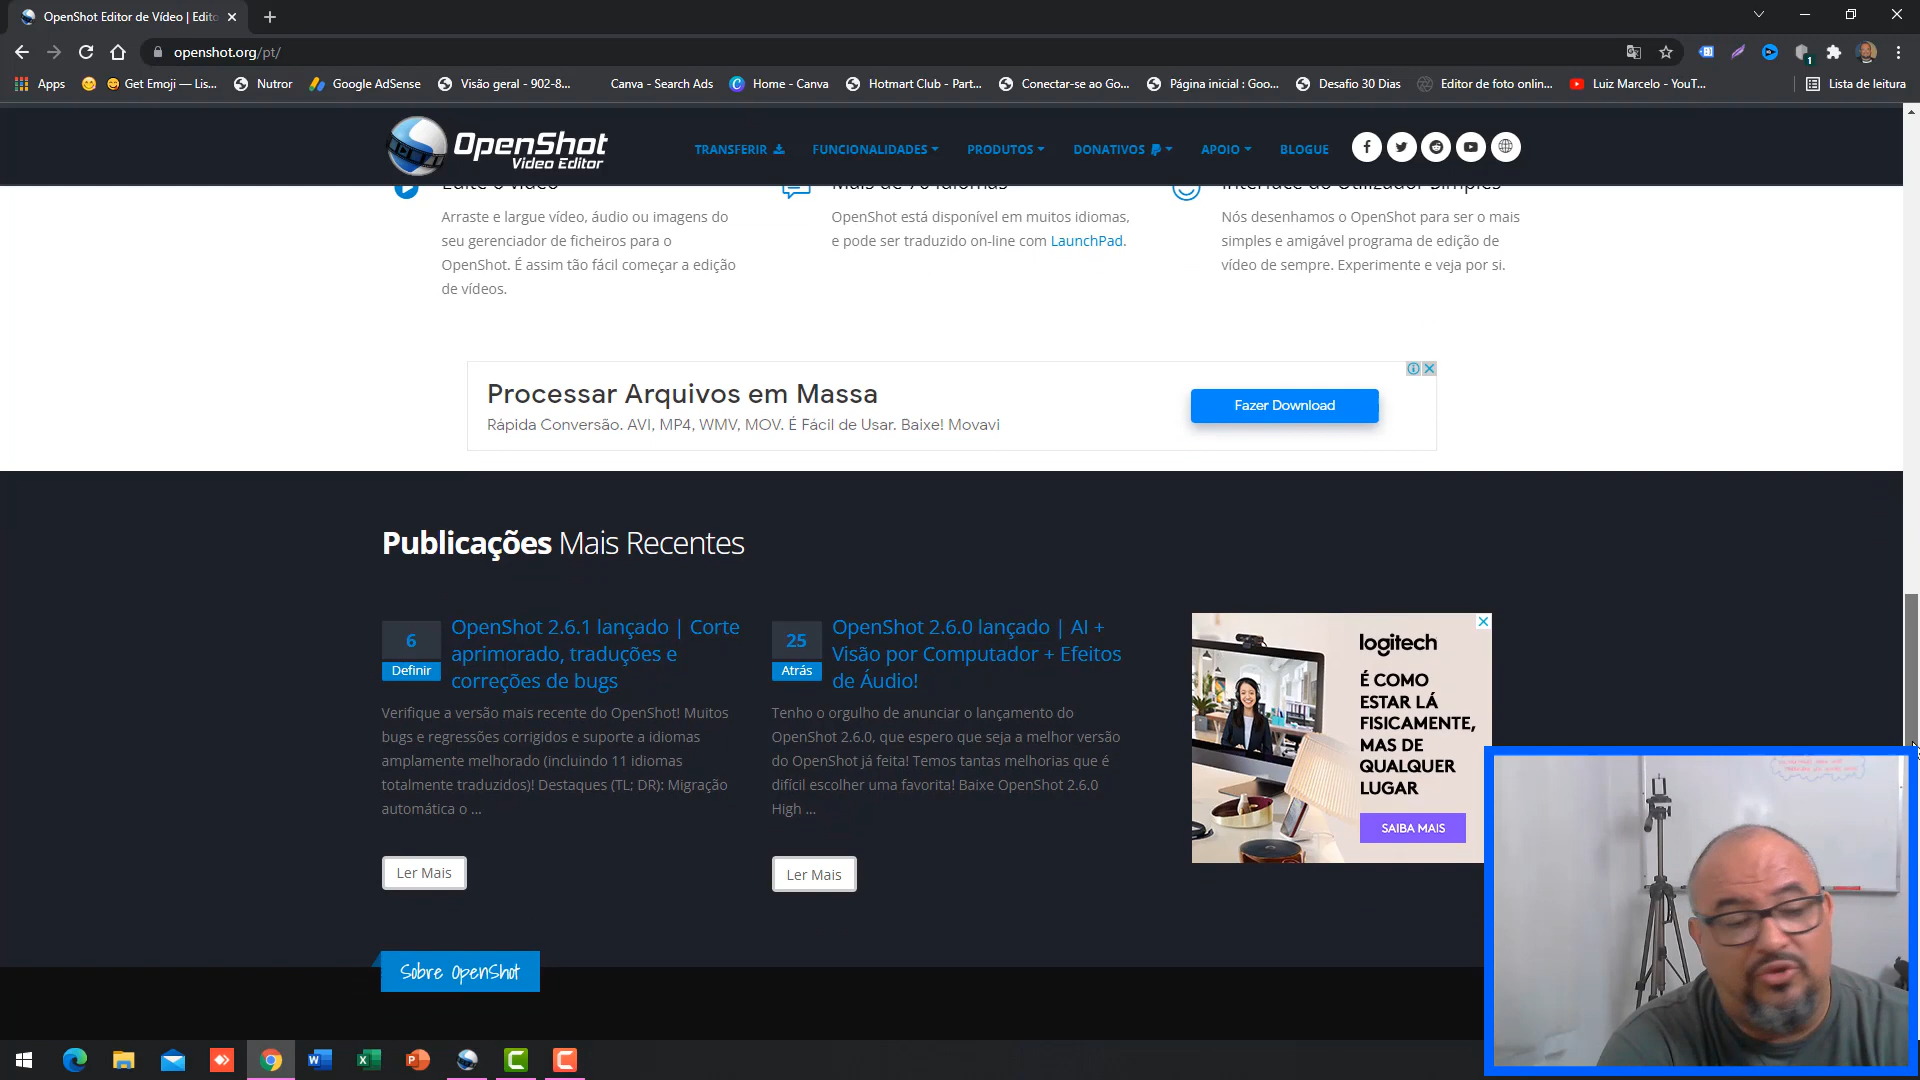 OpenShot Editor de Vídeo | Edito
openshot.org/pt/
Apps
Get Emoji — Lis...
Nutror
Google AdSense
Visão geral - 902-8...
Canva - Search Ads
Home - Canva
Hotmart Club - Part...
Conectar-se ao Go...
Página inicial : Goo...
Desafio 30 Dias
Editor de foto onlin...
Luiz Marcelo - YouT...
Lista de leitura
OpenShot
Video Editor
TRANSFERIR
FUNCIONALIDADES
PRODUTOS
DONATIVOS
APOIO
BLOGUE
Edite o vídeo
Arraste e largue vídeo, áudio ou imagens do
seu gerenciador de ficheiros para o
OpenShot. É assim tão fácil começar a edição
de vídeos.
Mais de 70 Idiomas
OpenShot está disponível em muitos idiomas,
e pode ser traduzido on-line com LaunchPad.
Interface do Utilizador Simples
Nós desenhamos o OpenShot para ser o mais
simples e amigável programa de edição de
vídeo de sempre. Experimente e veja por si.
Processar Arquivos em Massa
Rápida Conversão. AVI, MP4, WMV, MOV. É Fácil de Usar. Baixe! Movavi
Fazer Download
Publicações Mais Recentes
6
Definir
OpenShot 2.6.1 lançado | Corte
aprimorado, traduções e
correções de bugs
Verifique a versão mais recente do OpenShot! Muitos
bugs e regressões corrigidos e suporte a idiomas
amplamente melhorado (incluindo 11 idiomas
totalmente traduzidos)! Destaques (TL; DR): Migração
automática o ...
Ler Mais
25
Atrás
OpenShot 2.6.0 lançado | AI +
Visão por Computador + Efeitos
de Áudio!
Tenho o orgulho de anunciar o lançamento do
OpenShot 2.6.0, que espero que seja a melhor versão
do OpenShot já feita! Temos tantas melhorias que é
difícil escolher uma favorita! Baixe OpenShot 2.6.0
High ...
Ler Mais
logitech
É COMO
ESTAR LÁ
FISICAMENTE,
MAS DE
QUALQUER
LUGAR
SAIBA MAIS
Sobre OpenShot